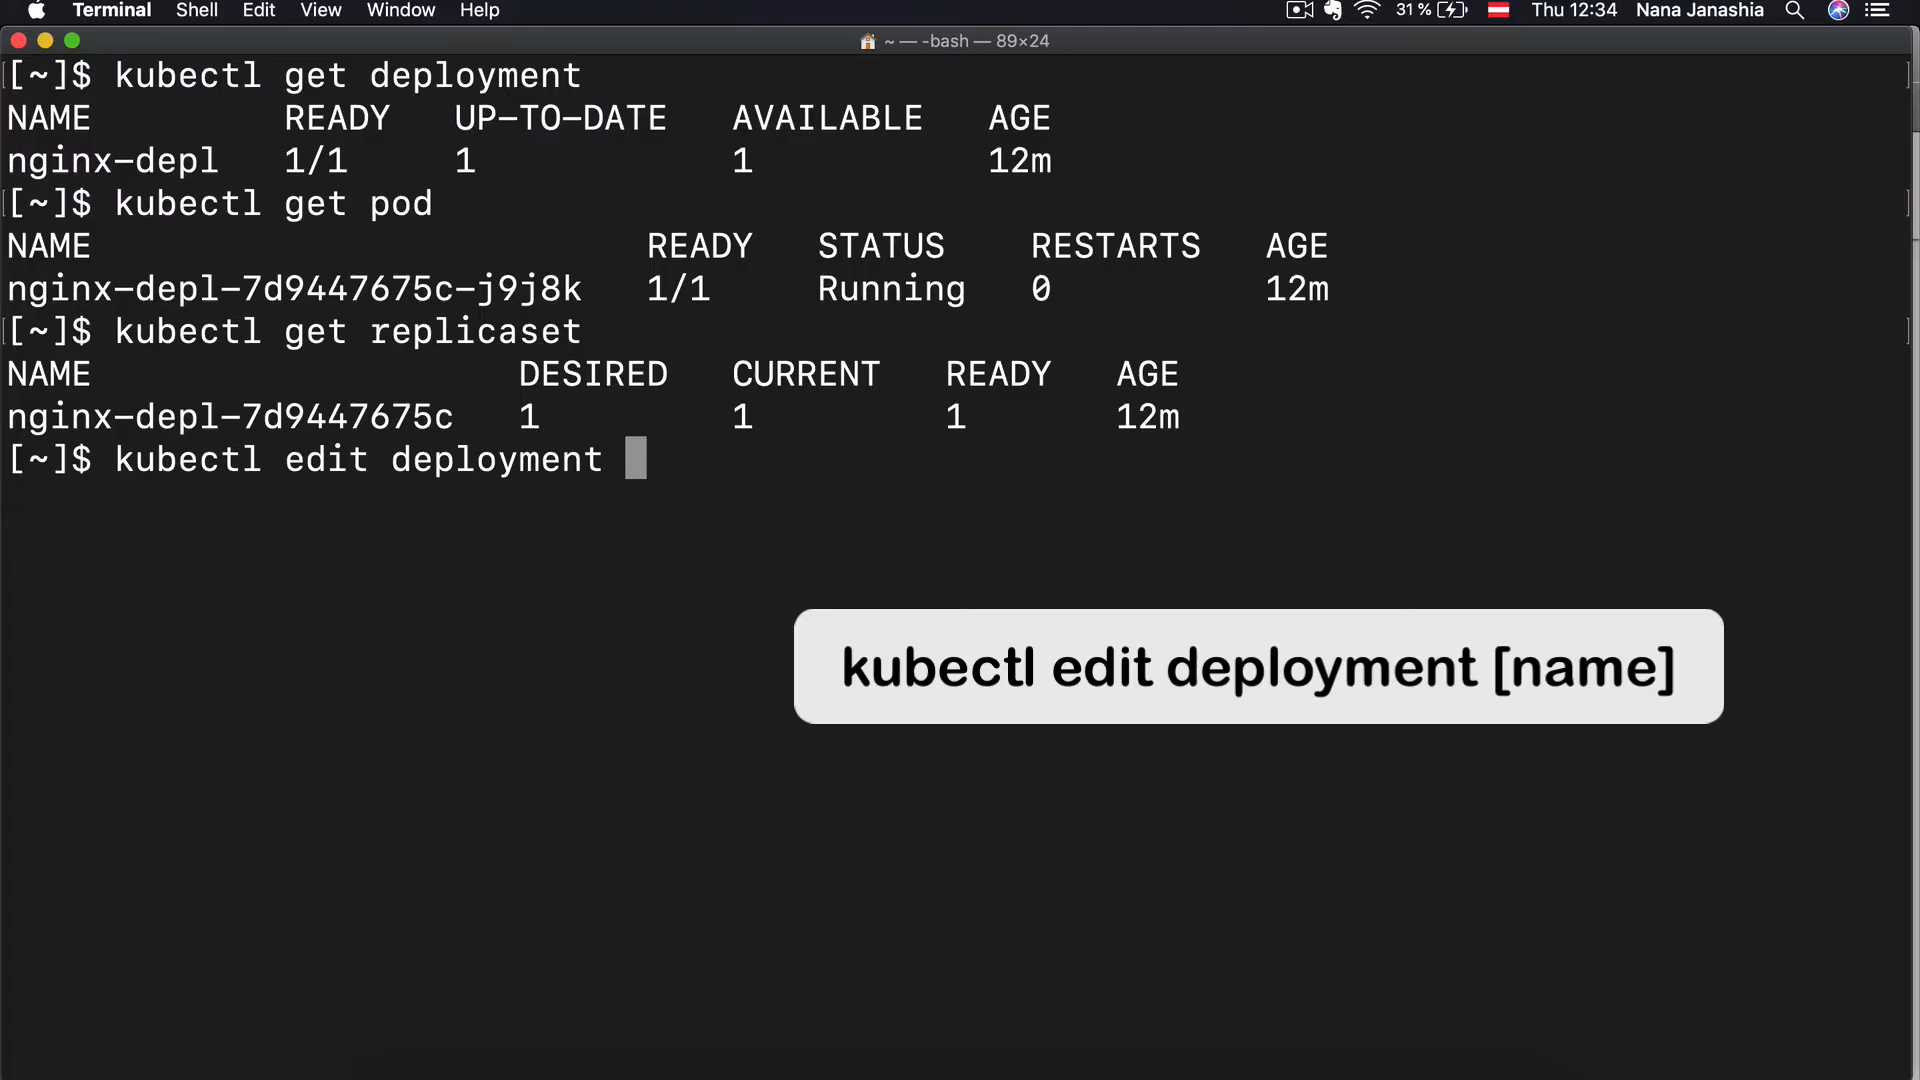 Terminal Shell Edit View Window Help 31 % Thu 12:34 Nana Janashia
~ — -bash — 89×24
[~]$ kubectl get deployment
NAME READY UP-TO-DATE AVAILABLE AGE
nginx-depl 1/1 1 1 12m
[~]$ kubectl get pod
NAME READY STATUS RESTARTS AGE
nginx-depl-7d9447675c-j9j8k 1/1 Running 0 12m
[~]$ kubectl get replicaset
NAME DESIRED CURRENT READY AGE
nginx-depl-7d9447675c 1 1 1 12m
[~]$ kubectl edit deployment
kubectl edit deployment [name]